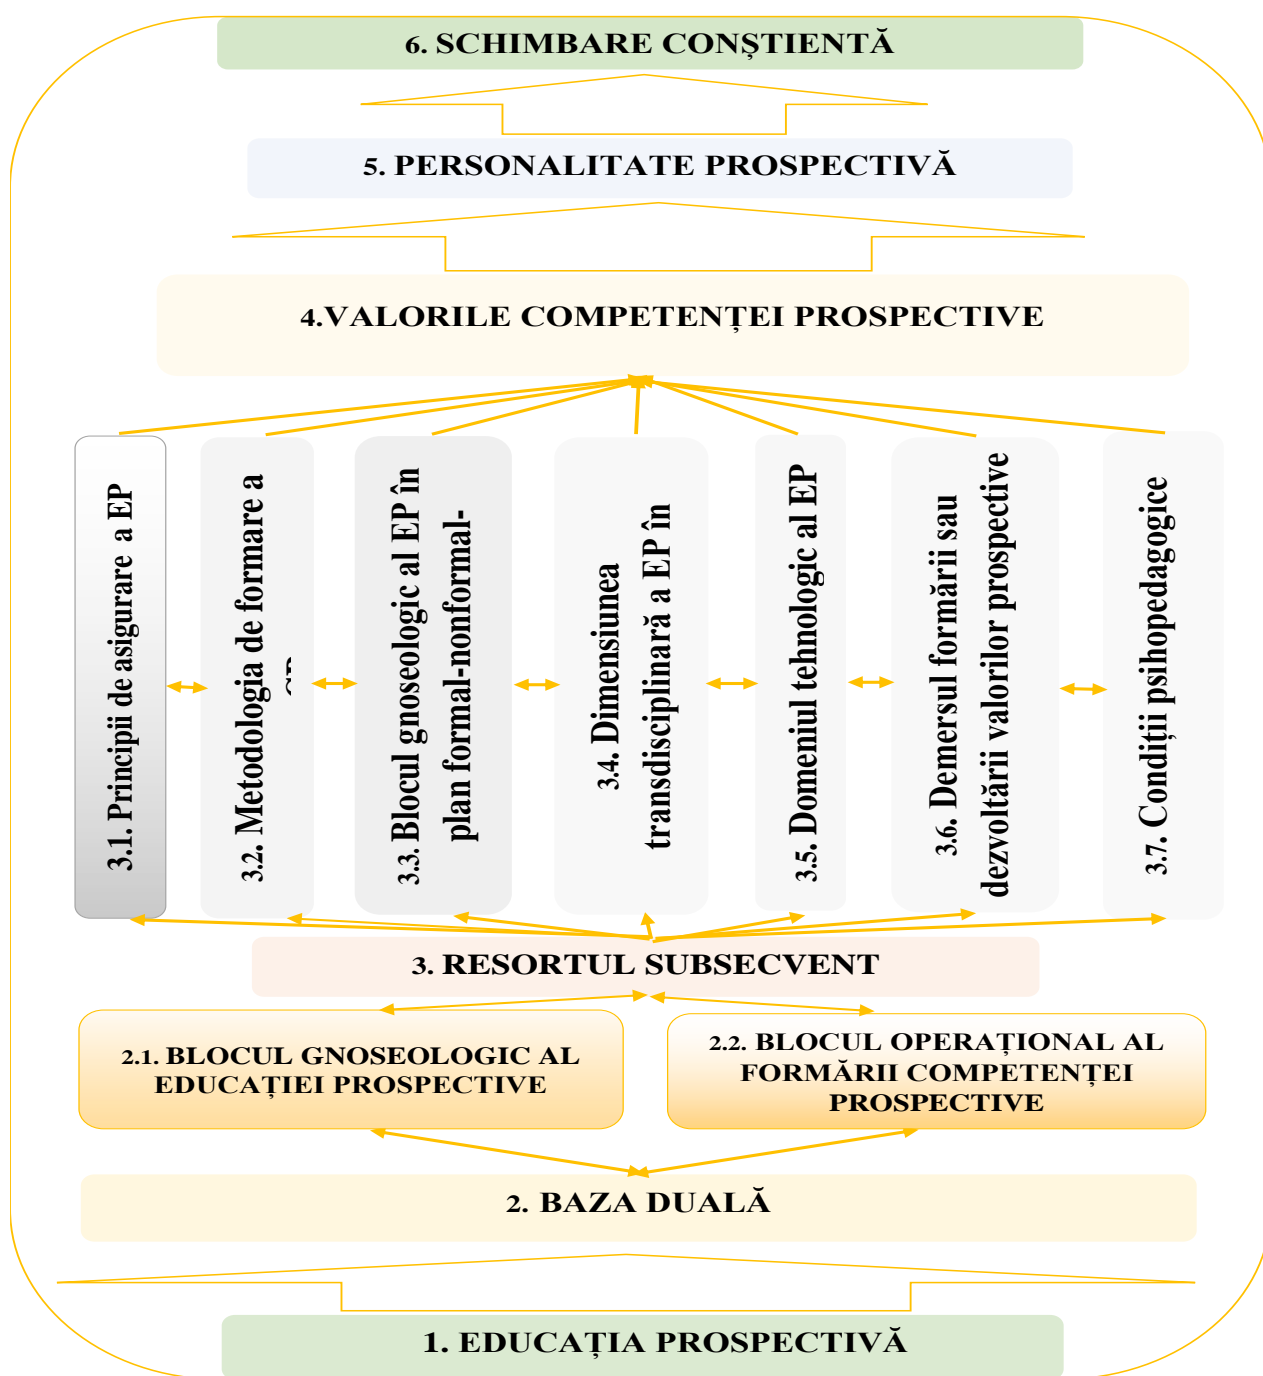 6. SCHIMBARE CONȘTIENTĂ
5. PERSONALITATE PROSPECTIVĂ
4.VALORILE COMPETENȚEI PROSPECTIVE
3.1. Principii de asigurare a EP
3.2. Metodologia de formare a
3.3. Blocul gnoseologic al EP în
plan formal-nonformal-
3.4. Dimensiunea
transdisciplinară a EP în
3.5. Domeniul tehnologic al EP
3.6. Demersul formării sau
dezvoltării valorilor prospective
3.7. Condiții psihopedagogice
3. RESORTUL SUBSECVENT
2.1. BLOCUL GNOSEOLOGIC AL
EDUCAȚIEI PROSPECTIVE
2.2. BLOCUL OPERAȚIONAL AL
FORMĂRII COMPETENȚEI
PROSPECTIVE
2. BAZA DUALĂ
1. EDUCAȚIA PROSPECTIVĂ